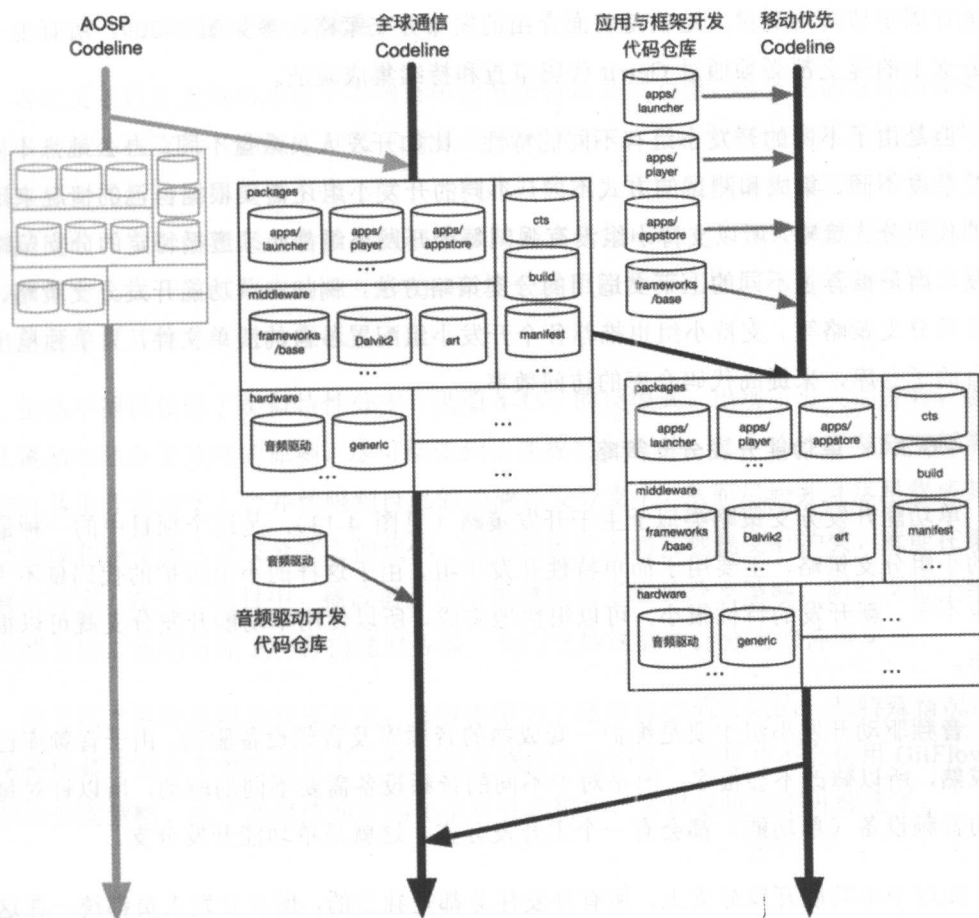 AOSP
Codeline
全球通信
Codeline
应用与框架开发
代码仓库
移动优先
Codeline
apps/
launcher
apps/
player
apps/
appstore
frameworks
/base
packages
apps/
launcher
apps/
player
apps/
appstore
...
cts
build
manifest
middleware
frameworks
/base
Dalvik2
art
...
hardware
音频驱动
generic
...
...
...
音频驱动
音频驱动开发
代码仓库
packages
apps/
launcher
apps/
player
apps/
appstore
...
cts
build
manifest
middleware
frameworks
/base
Dalvik2
art
...
hardware
音频驱动
generic
...
...
...